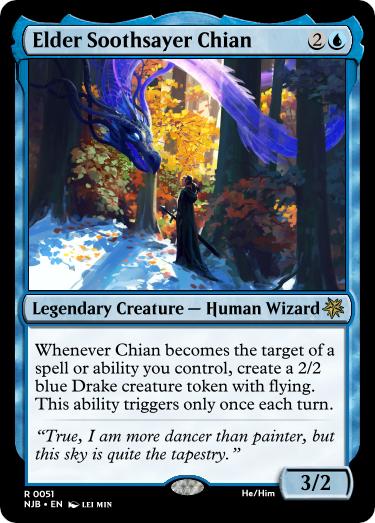 Elder Soothsayer Chian 2
Legendary Creature — Human Wizard
Whenever Chian becomes the target of a
spell or ability you control, create a 2/2
blue Drake creature token with flying.
This ability triggers only once each turn.
“True, I am more dancer than painter, but
this sky is quite the tapestry.”
3/2
R 0051 He/Him
NJB • EN LEI MIN